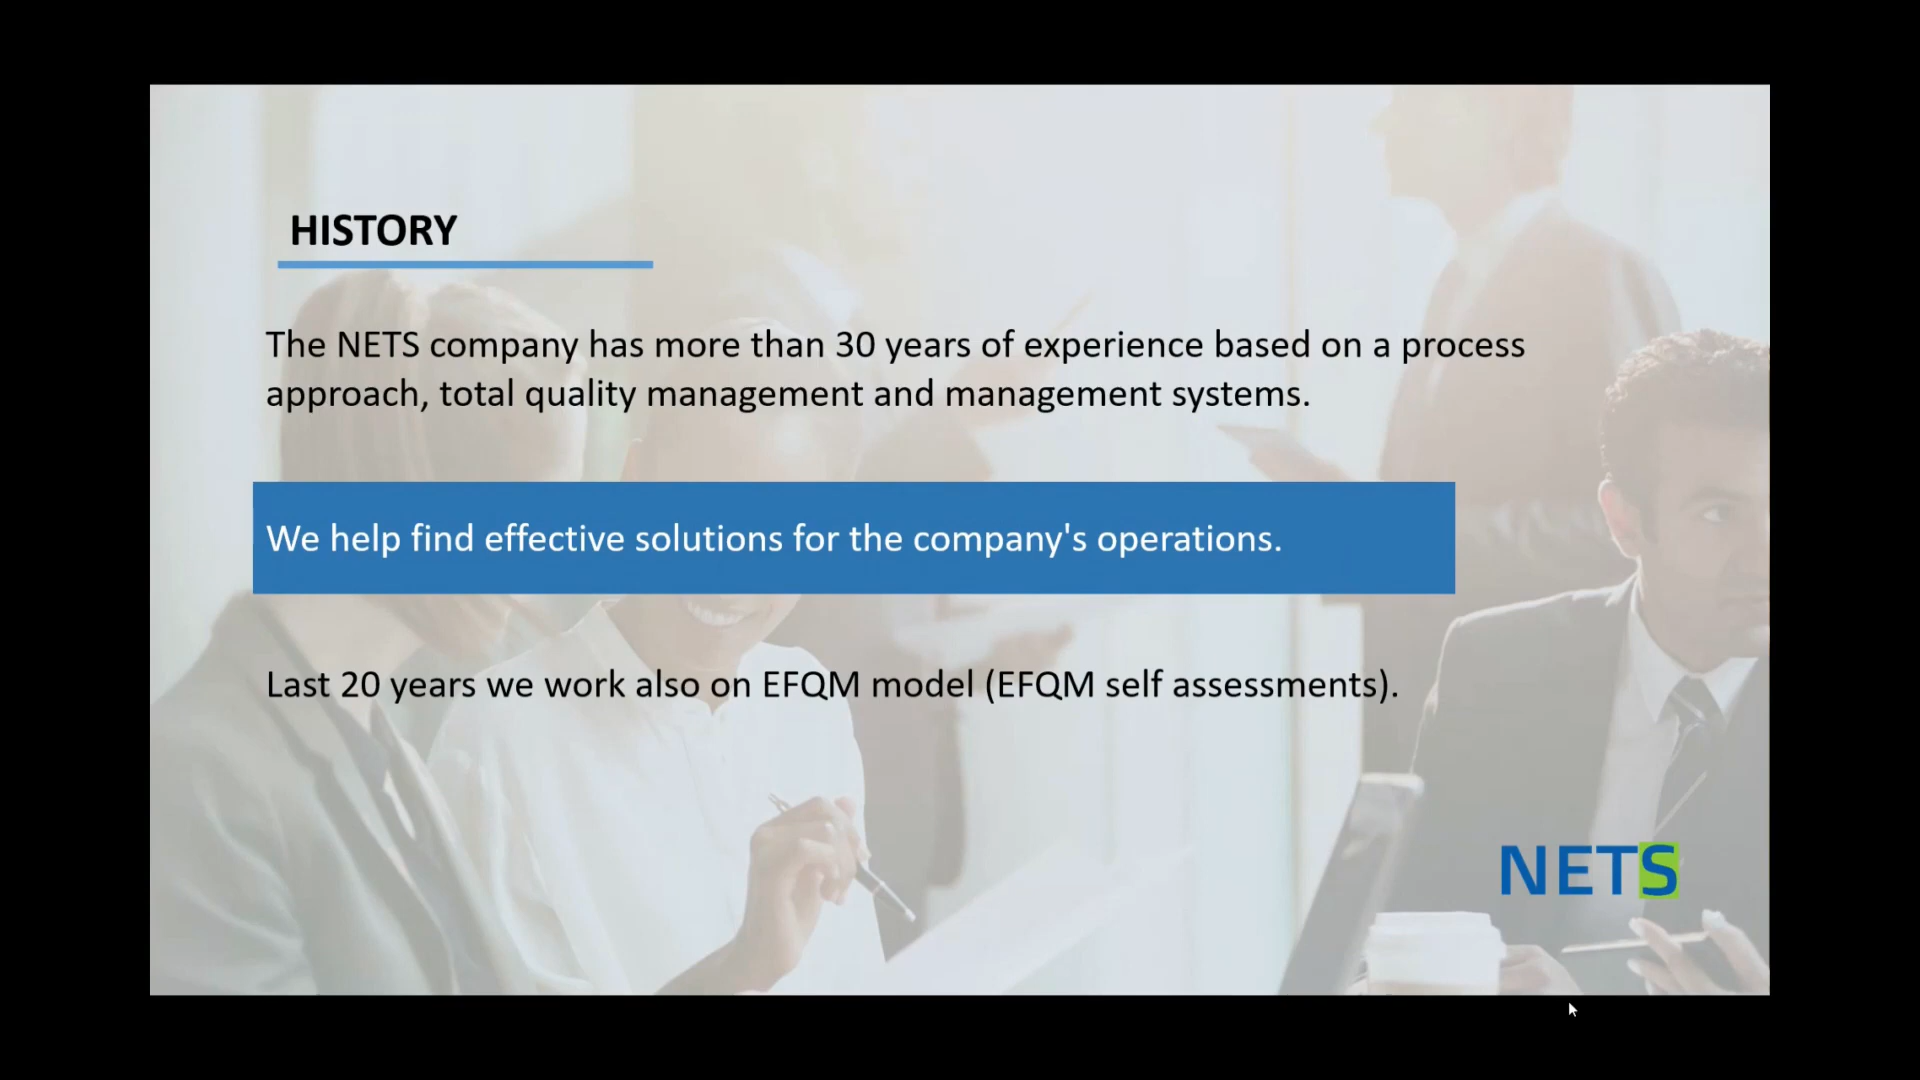 HISTORY
The NETS company has more than 30 years of experience based on a process
approach, total quality management and management systems.
We help find effective solutions for the company's operations.
Last 20 years we work also on EFQM model (EFQM self assessments).
NETS